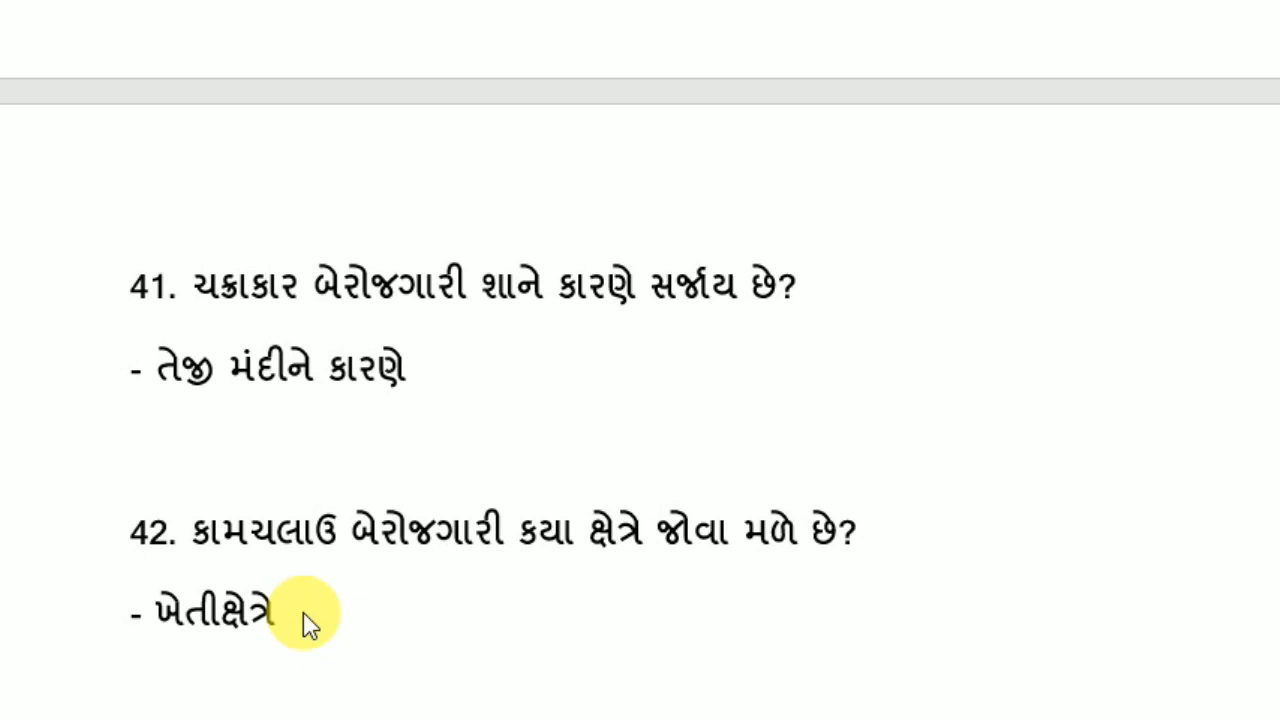 41. ચક્રાકાર બેરોજગારી શાને કારણે સર્જાય છે?
- તેજી મંદીને કારણે
42. કામચલાઉ બેરોજગારી કયા ક્ષેત્રે જોવા મળે છે?
- ખેતીક્ષેત્રે